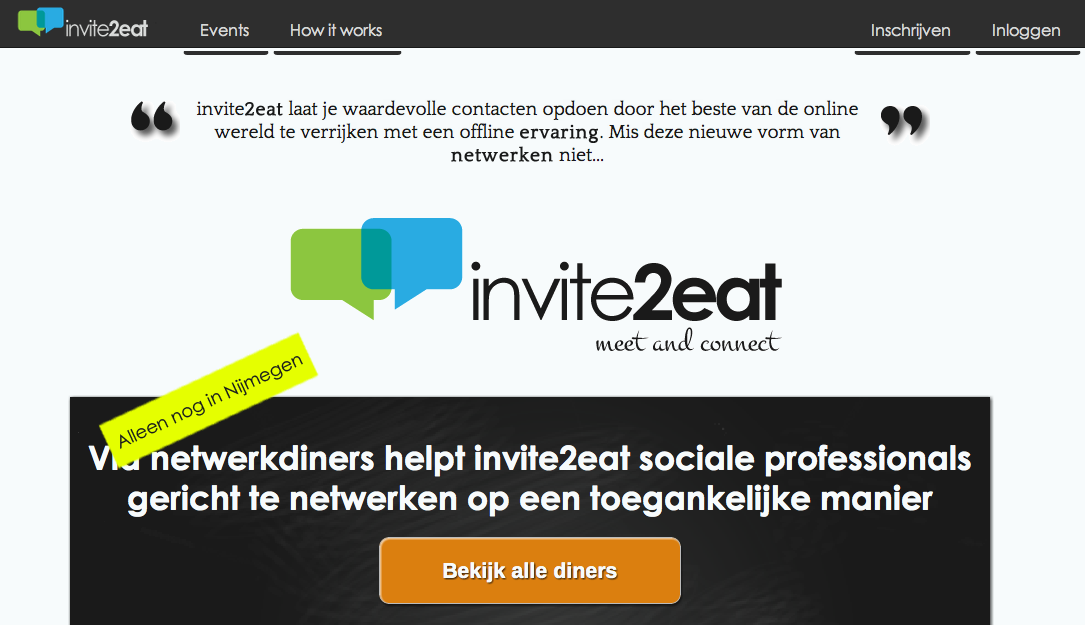 invite2eat
Events
How it works
Inschrijven
Inloggen
“ invite2eat laat je waardevolle contacten opdoen door het beste van de online ”
wereld te verrijken met een offline ervaring. Mis deze nieuwe vorm van
netwerken niet...
invite2eat
meet and connect
Alleen nog in Nijmegen
Via netwerkdiners helpt invite2eat sociale professionals
gericht te netwerken op een toegankelijke manier
Bekijk alle diners